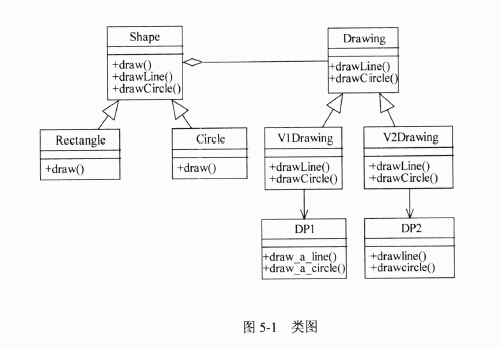 Shape
+draw()
+drawLine()
+drawCircle()
Drawing
+drawLine()
+drawCircle()
Rectangle
+draw()
Circle
+draw()
V1Drawing
+drawLine()
+drawCircle()
V2Drawing
+drawLine()
+drawCircle()
DP1
+draw_a_line()
+draw_a_circle()
DP2
+drawline()
+drawcircle()
图 5-1 类图